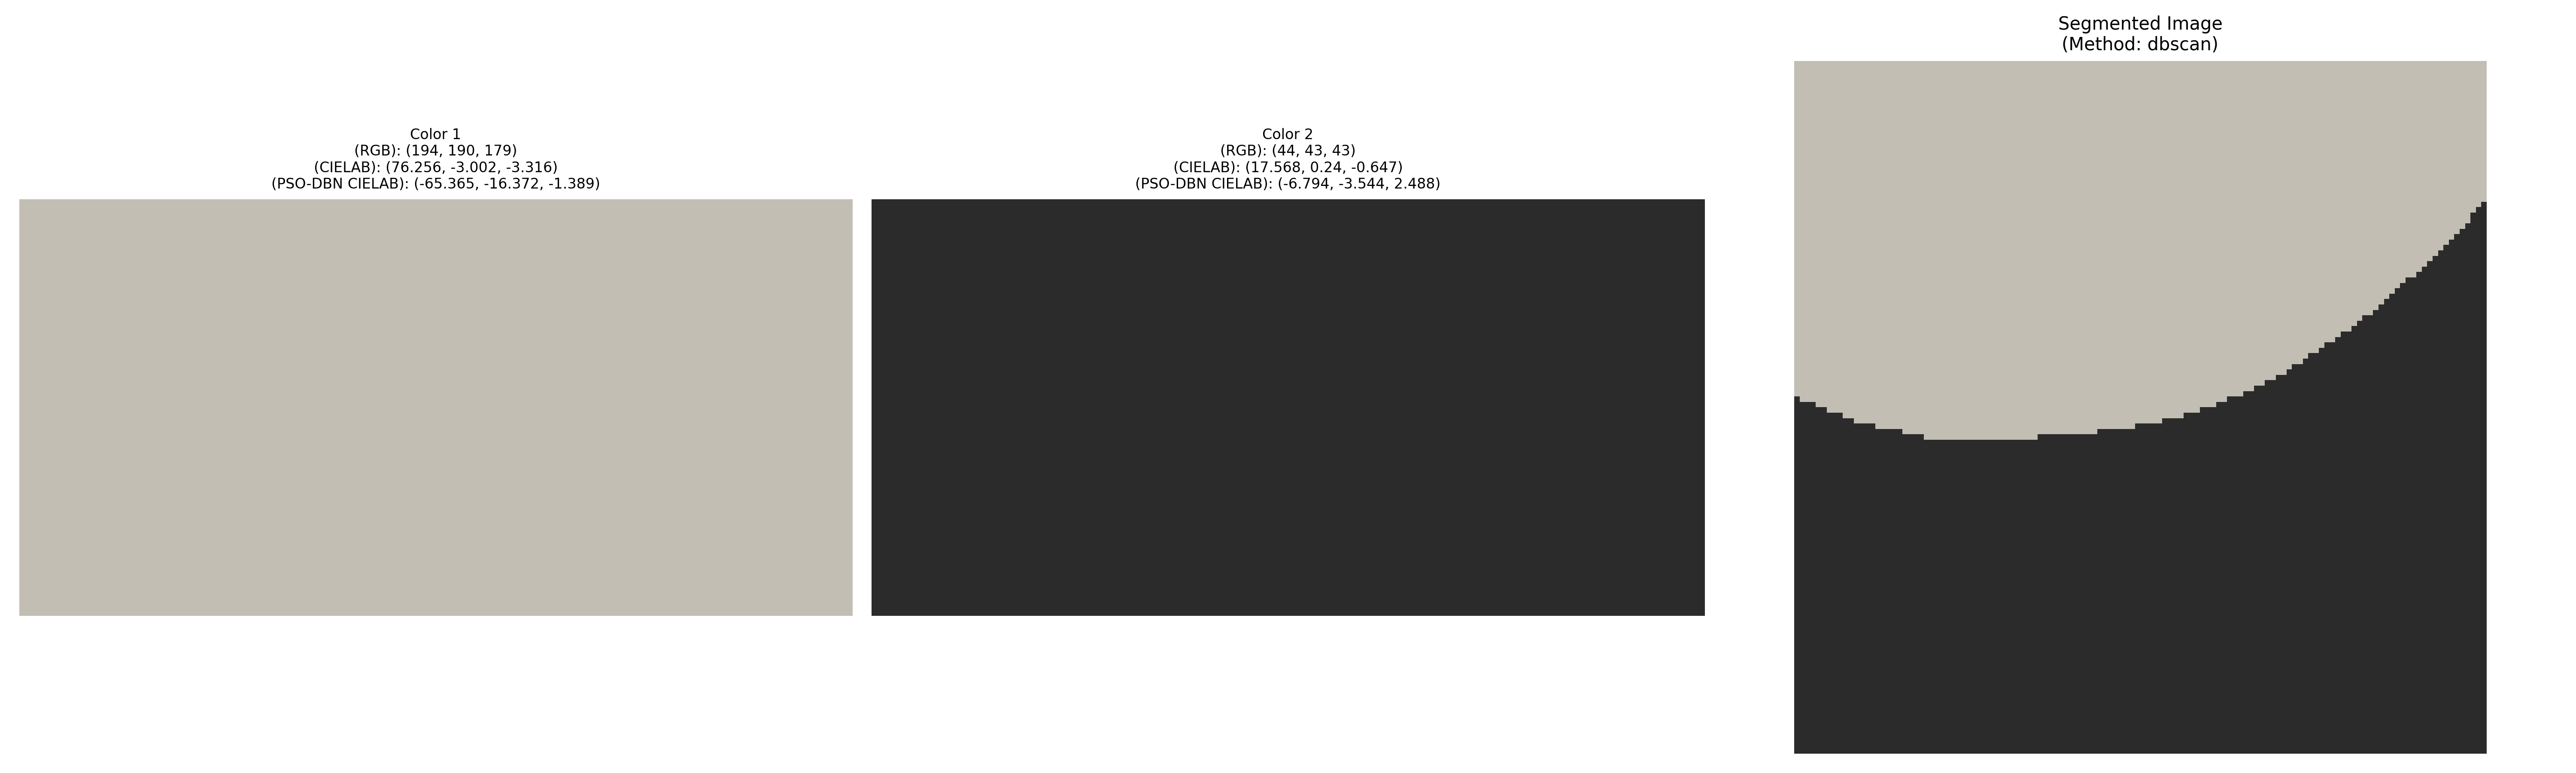 Color 1
(RGB): (194, 190, 179)
(CIELAB): (76.256, -3.002, -3.316)
(PSO-DBN CIELAB): (-65.365, -16.372, -1.389)
Color 2
(RGB): (44, 43, 43)
(CIELAB): (17.568, 0.24, -0.647)
(PSO-DBN CIELAB): (-6.794, -3.544, 2.488)
Segmented Image
(Method: dbscan)